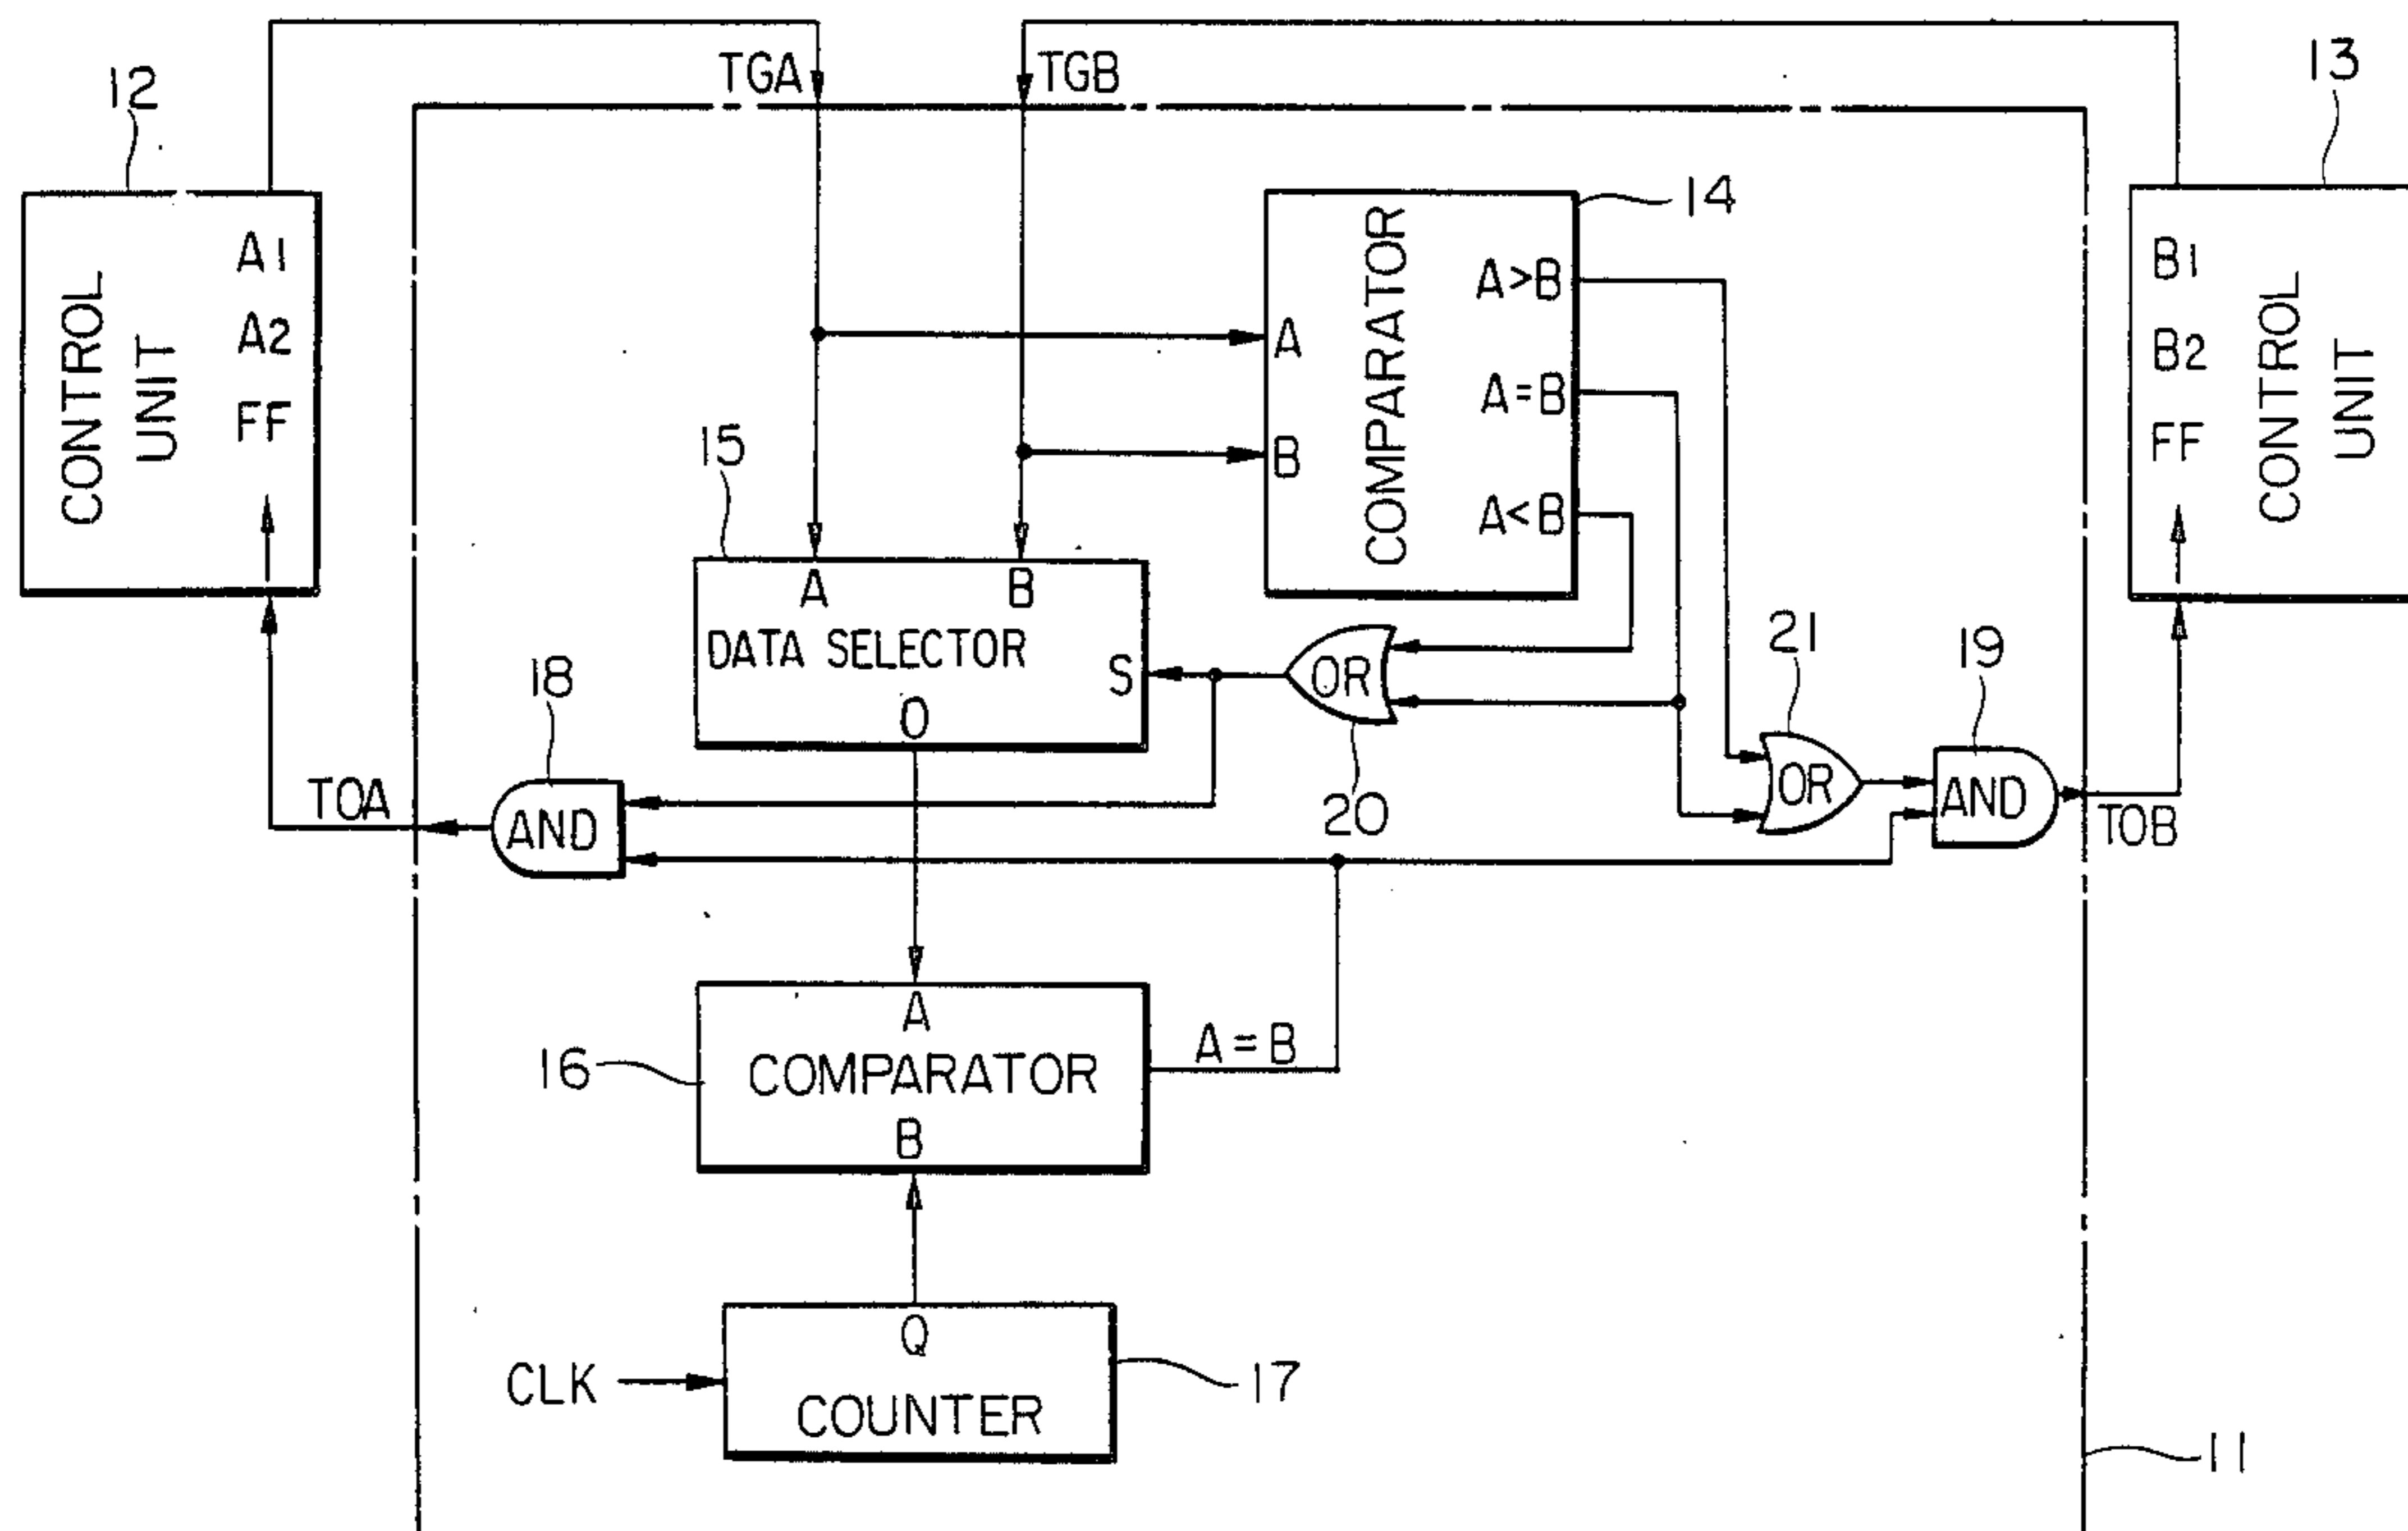 12
TGA
TGB
13
CONTROL
UNIT
A1
A2
FF
14
COMPARATOR
A
B
A>B
A=B
A<B
B1
B2
FF
CONTROL
UNIT
15
A
B
DATA SELECTOR
S
O
OR
20
21
OR
19
AND
TOB
18
AND
TOA
16
A
COMPARATOR
B
A=B
CLK
Q
COUNTER
17
11